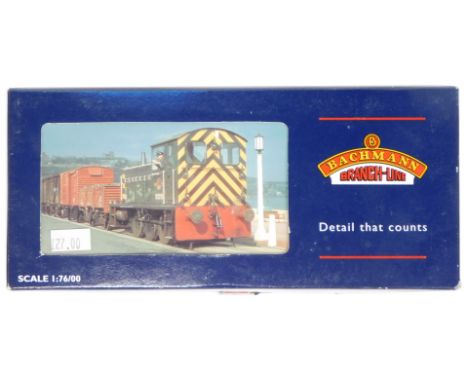 B
BACHMANN
BRANCH-LINE
Detail that counts
£27.00
SCALE 1:76/00